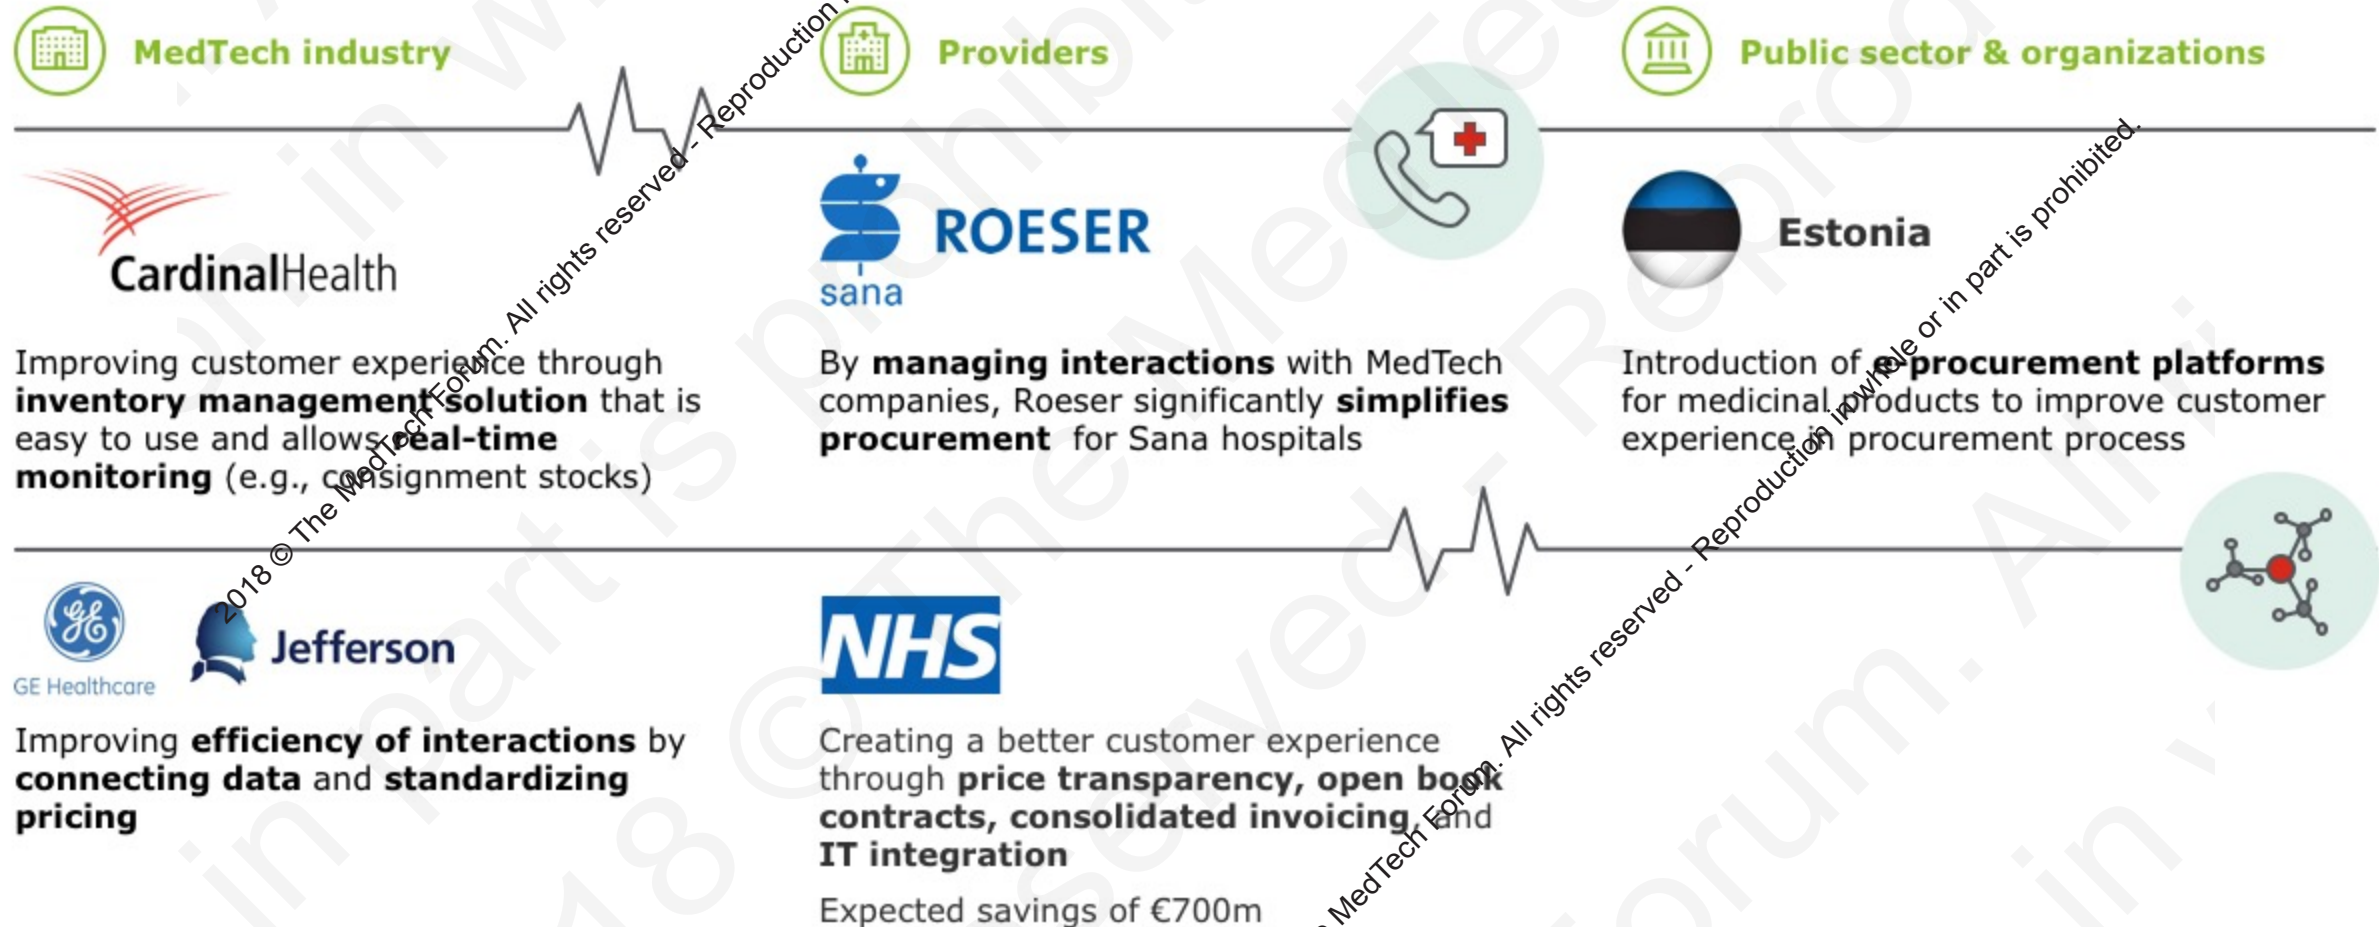 MedTech industry
Providers
Public sector & organizations
CardinalHealth
sana
ROESER
Estonia
Improving customer experience through
inventory management solution that is
easy to use and allows real-time
monitoring (e.g., consignment stocks)
By managing interactions with MedTech
companies, Roeser significantly simplifies
procurement for Sana hospitals
Introduction of e-procurement platforms
for medicinal products to improve customer
experience in procurement process
GE
GE Healthcare
Jefferson
NHS
Improving efficiency of interactions by
connecting data and standardizing
pricing
Creating a better customer experience
through price transparency, open book
contracts, consolidated invoicing, and
IT integration
Expected savings of €700m
2018 © The MedTech Forum. All rights reserved - Reproduction
MedTech Forum. All rights reserved - Reproduction in whole or in part is prohibited.